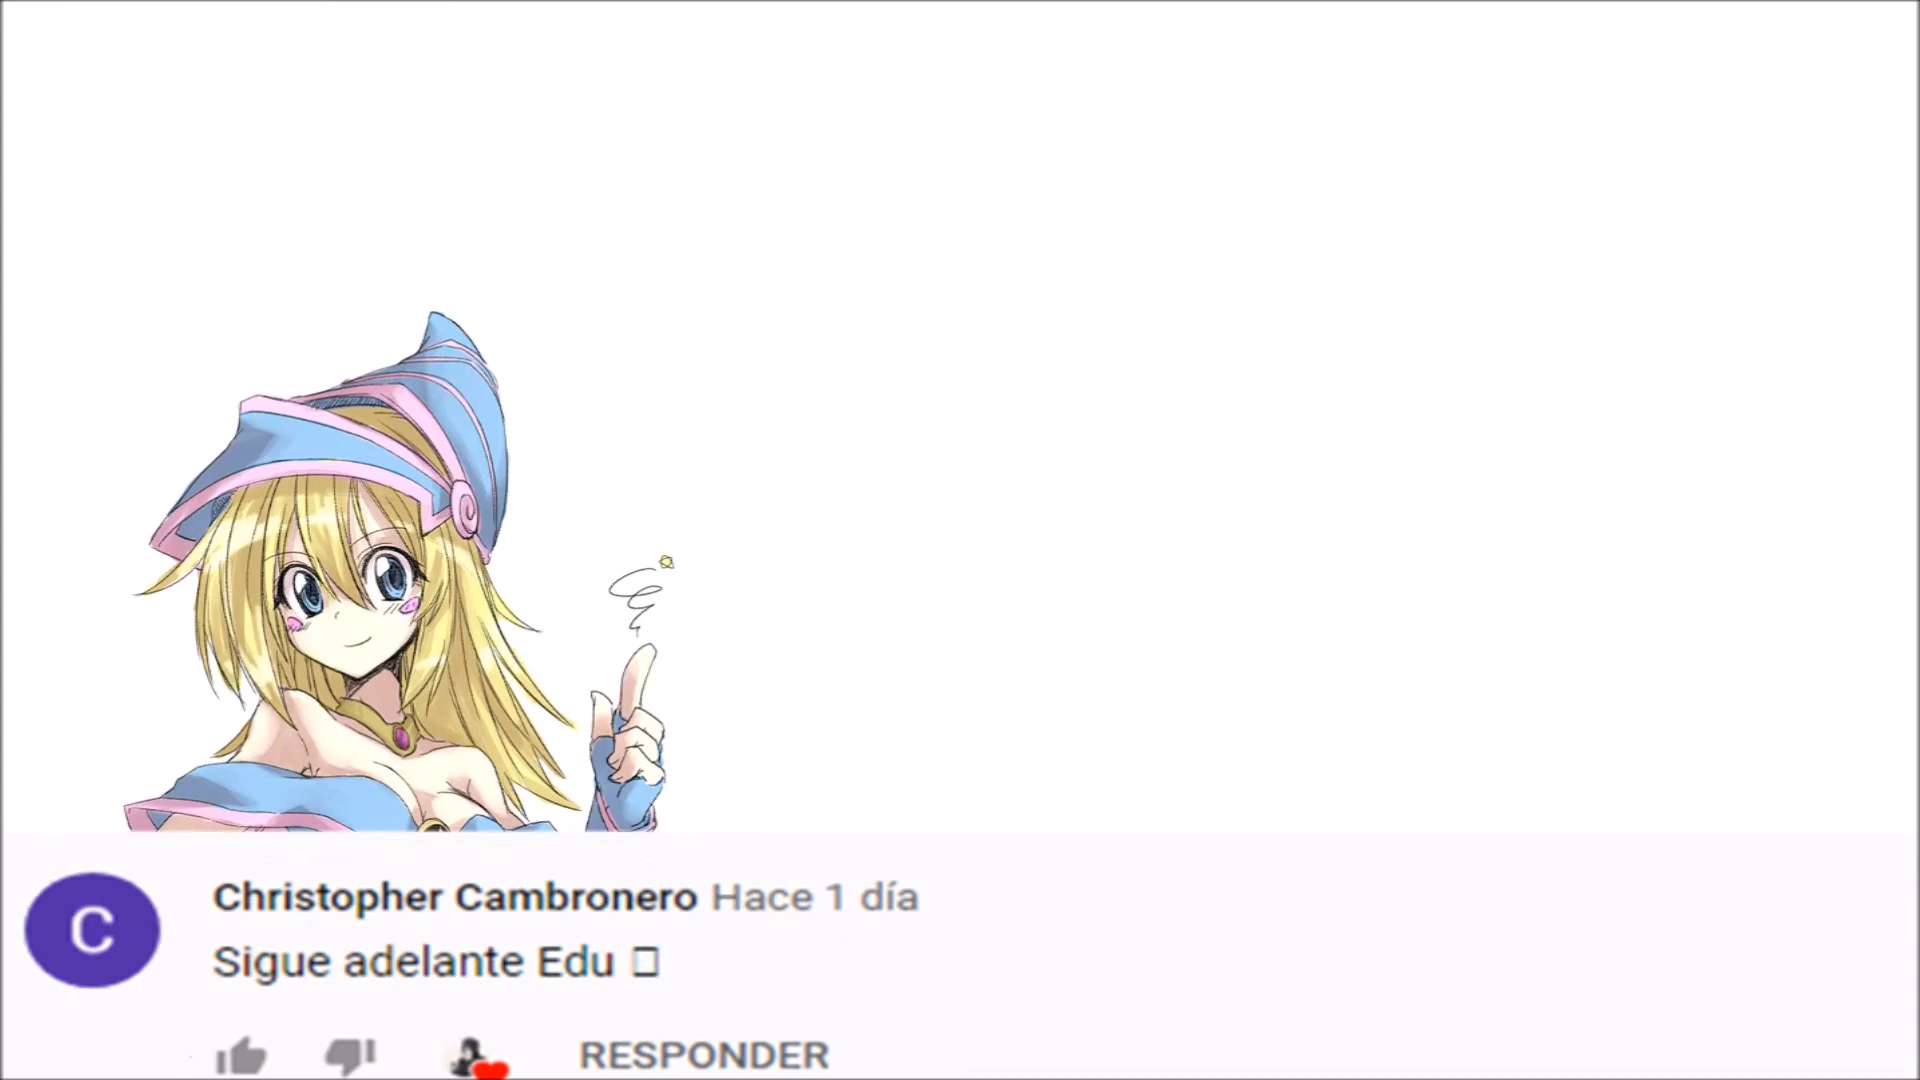 C
Christopher Cambronero Hace 1 día
Sigue adelante Edu □
RESPONDER